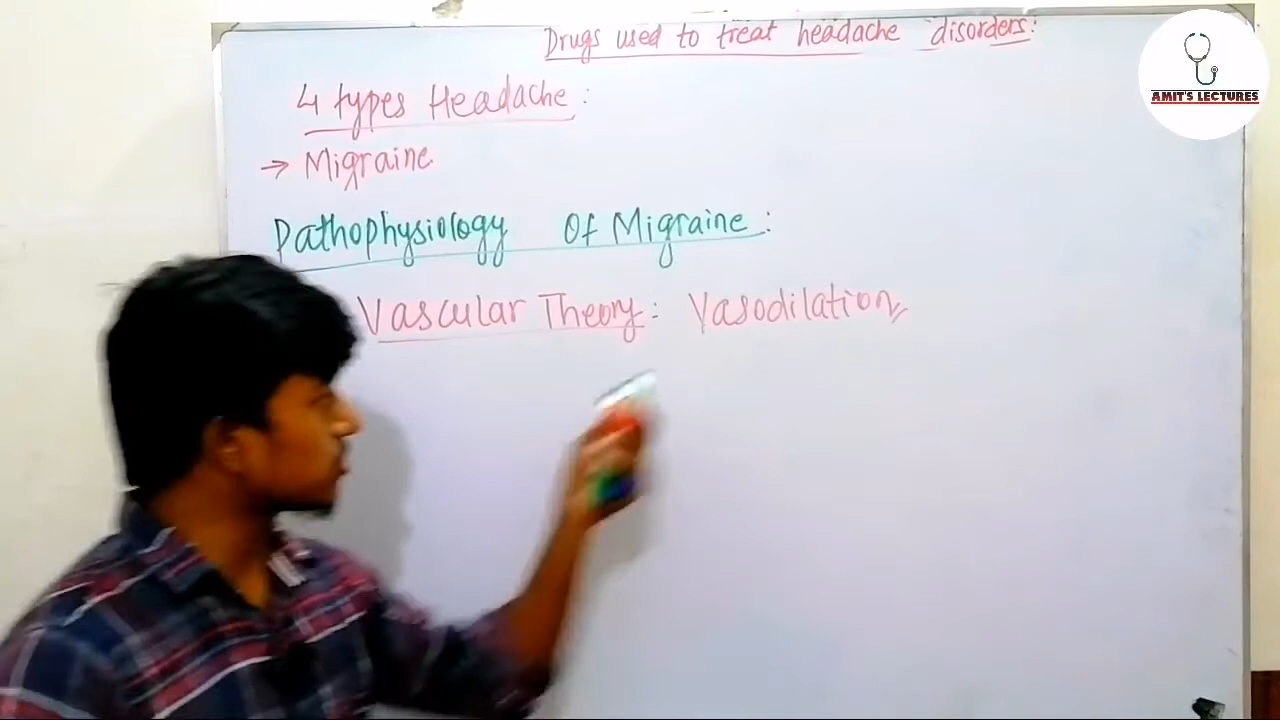 Drugs used to treat headache disorders:
AMIT'S LECTURES
4 types Headache:
→ Migraine
Pathophysiology Of Migraine:
Vascular Theory: Vasodilation